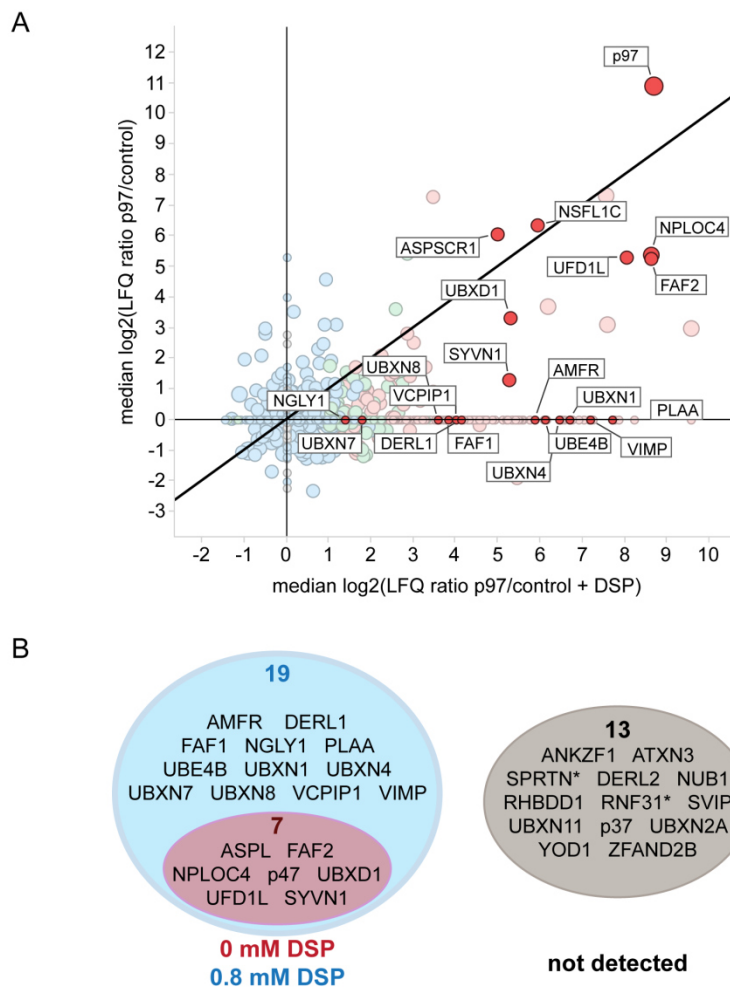 A
median log2(LFQ ratio p97/control)
12
11
10
9
8
7
6
5
4
3
2
1
0
-1
-2
-3
p97
NSFL1C
ASPSCR1
NPLOC4
UFD1L
FAF2
UBXD1
SYVN1
UBXN8
AMFR
VCPIP1
UBXN1
NGLY1
PLAA
UBXN7
DERL1
FAF1
UBE4B
VIMP
UBXN4
-2 -1 0 1 2 3 4 5 6 7 8 9 10
median log2(LFQ ratio p97/control + DSP)
B
19
AMFR DERL1
FAF1 NGLY1 PLAA
UBE4B UBXN1 UBXN4
UBXN7 UBXN8 VCPIP1 VIMP
7
ASPL FAF2
NPLOC4 p47 UBXD1
UFD1L SYVN1
0 mM DSP
0.8 mM DSP
13
ANKZF1 ATXN3
SPRTN* DERL2 NUB1
RHBDD1 RNF31* SVIP
UBXN11 p37 UBXN2A
YOD1 ZFAND2B
not detected